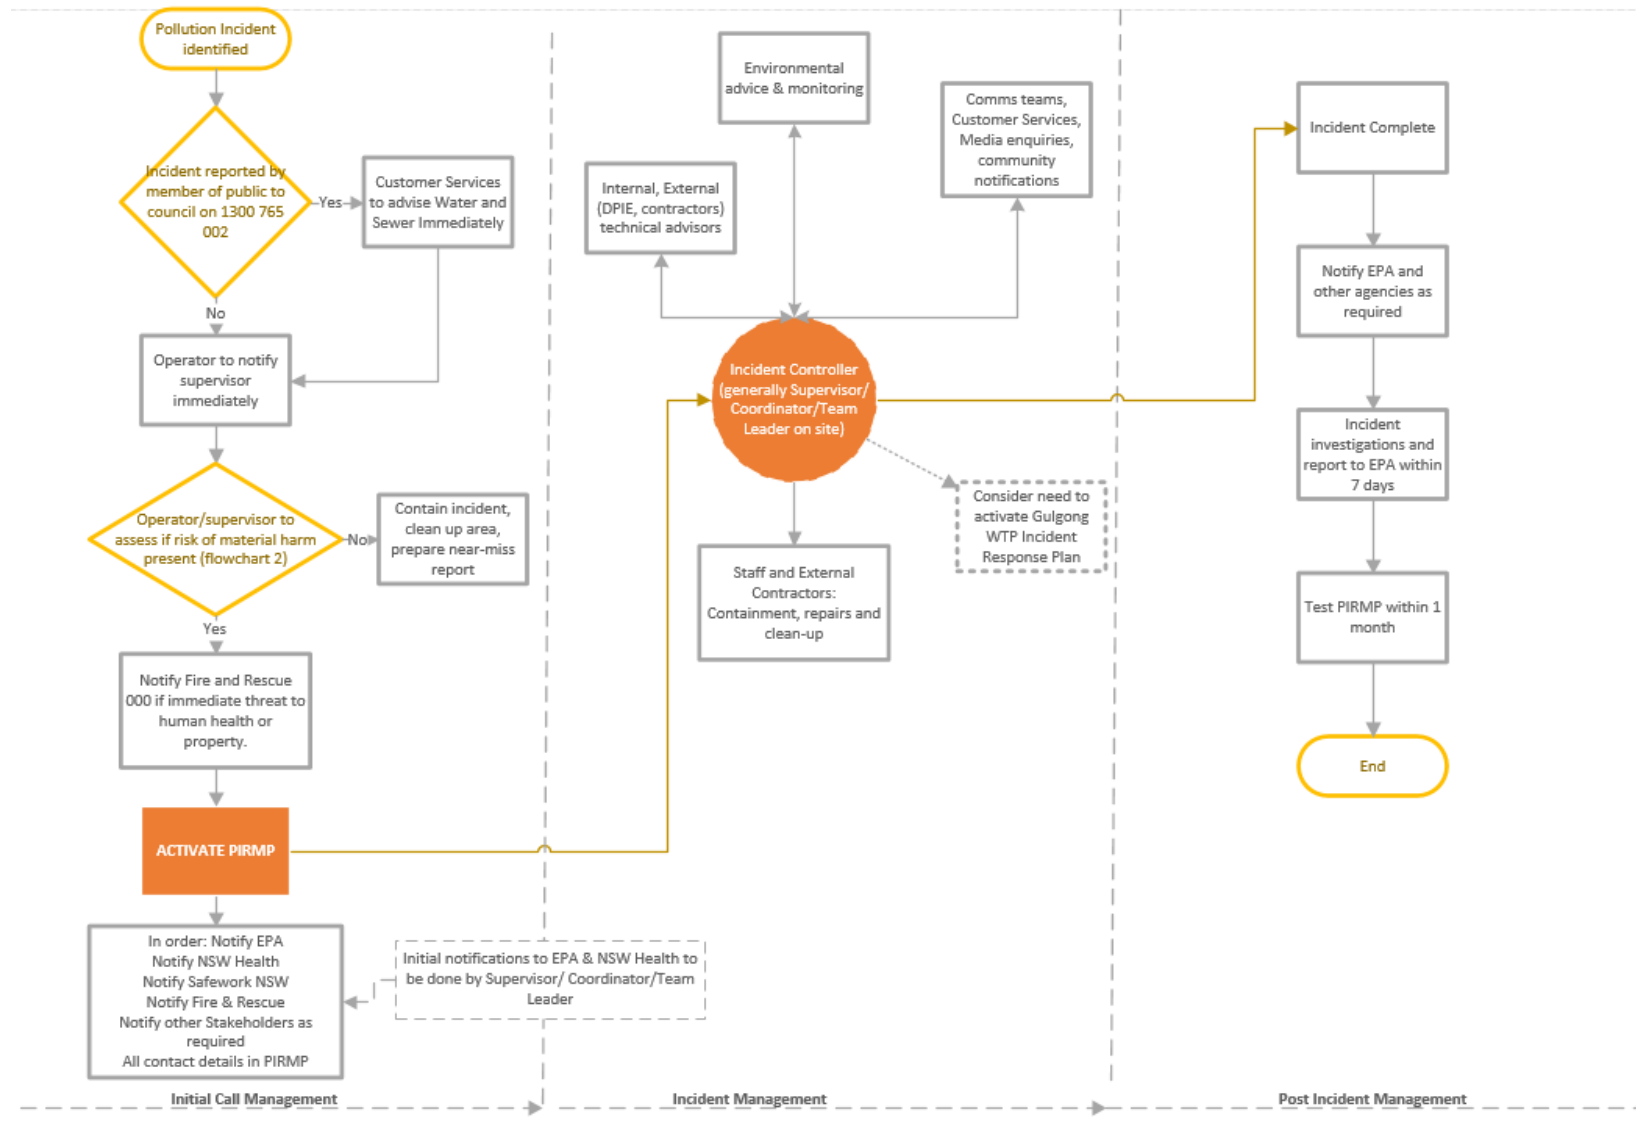 Pollution Incident
identified
Incident reported by
member of public to
council on 1300 765
002
Yes
Customer Services
to advise Water and
Sewer Immediately
No
Operator to notify
supervisor
immediately
Operator/supervisor to
assess if risk of material harm
present (flowchart 2)
No
Contain incident,
clean up area,
prepare near-miss
report
Yes
Notify Fire and Rescue
000 if immediate threat to
human health or
property.
ACTIVATE PIRMP
In order: Notify EPA
Notify NSW Health
Notify Safework NSW
Notify Fire & Rescue
Notify other Stakeholders as
required
All contact details in PIRMP
Initial notifications to EPA & NSW Health to
be done by Supervisor/ Coordinator/Team
Leader
Initial Call Management
Environmental
advice & monitoring
Internal, External
(DPIE, contractors)
technical advisors
Comms teams,
Customer Services,
Media enquiries,
community
notifications
Incident Controller
(generally Supervisor/
Coordinator/Team
Leader on site)
Consider need to
activate Gulgong
WTP Incident
Response Plan
Staff and External
Contractors:
Containment, repairs and
clean-up
Incident Management
Incident Complete
Notify EPA and
other agencies as
required
Incident
investigations and
report to EPA within
7 days
Test PIRMP within 1
month
End
Post Incident Management